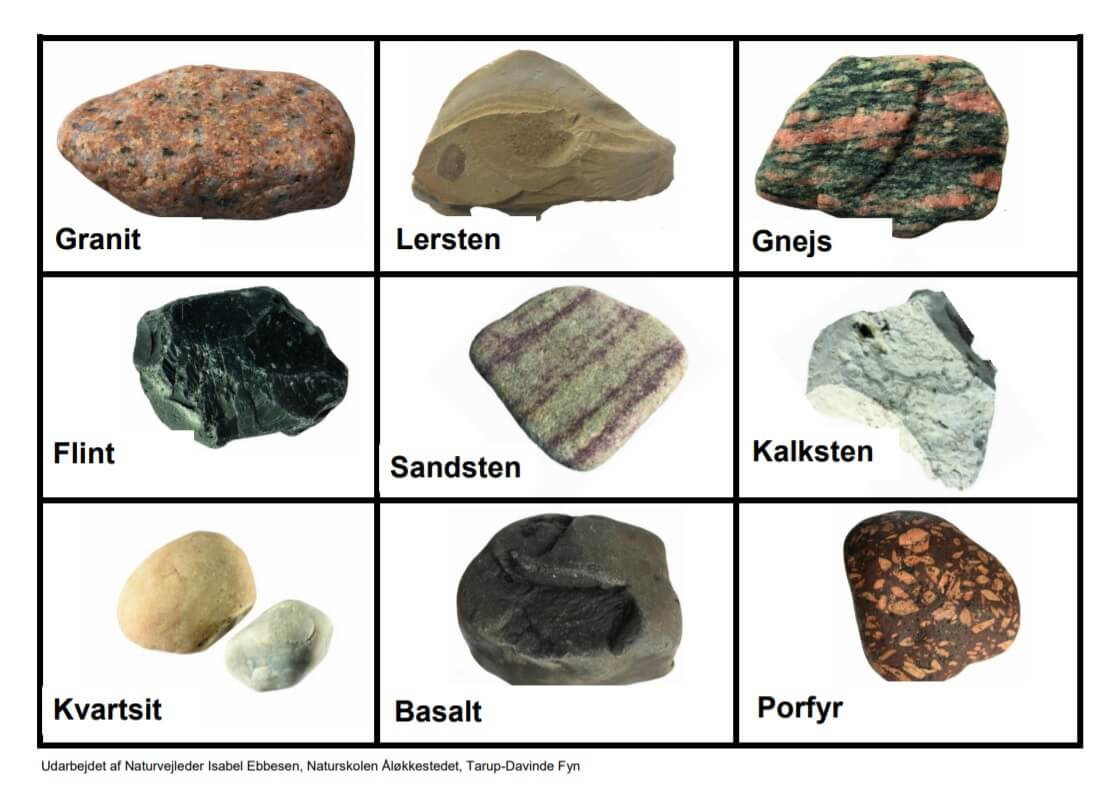 Granit
Lersten
Gnejs
Flint
Sandsten
Kalksten
Kvartsit
Basalt
Porfyr
Udarbejdet af Naturvejleder Isabel Ebbesen, Naturskolen Åløkkestedet, Tarup-Davinde Fyn